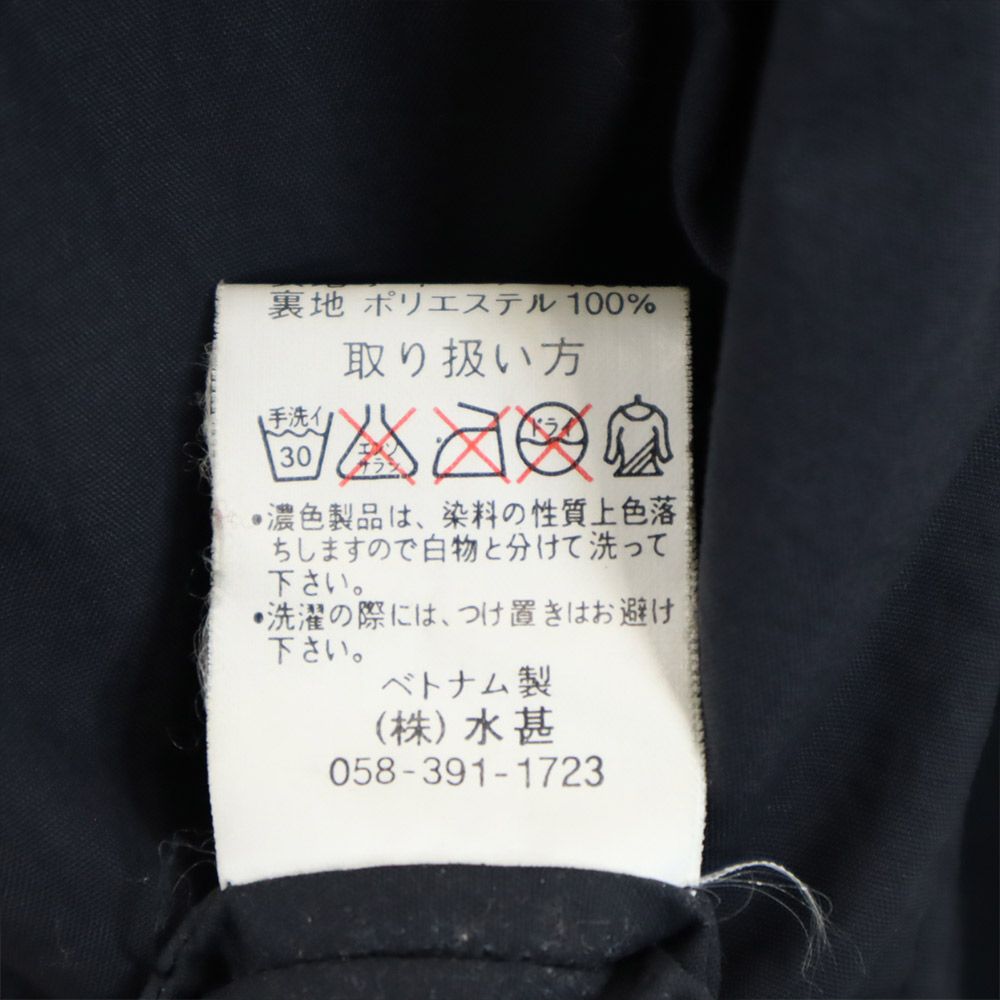 裏地 ポリエステル 100%
取り扱い方
手洗イ
30
エンソ
サラシ
ドライ
•濃色製品は、染料の性質上色落
ちしますので白物と分けて洗って
下さい。
•洗濯の際には、つけ置きはお避け
下さい。
ベトナム製
(株)水甚
058-391-1723